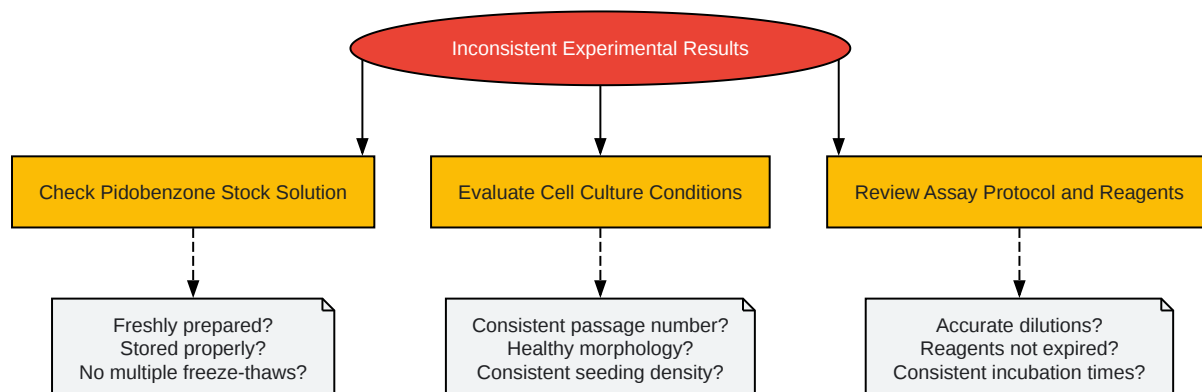 Inconsistent Experimental Results
Check Pidobenzone Stock Solution
Evaluate Cell Culture Conditions
Review Assay Protocol and Reagents
Freshly prepared?
Stored properly?
No multiple freeze-thaws?
Consistent passage number?
Healthy morphology?
Consistent seeding density?
Accurate dilutions?
Reagents not expired?
Consistent incubation times?